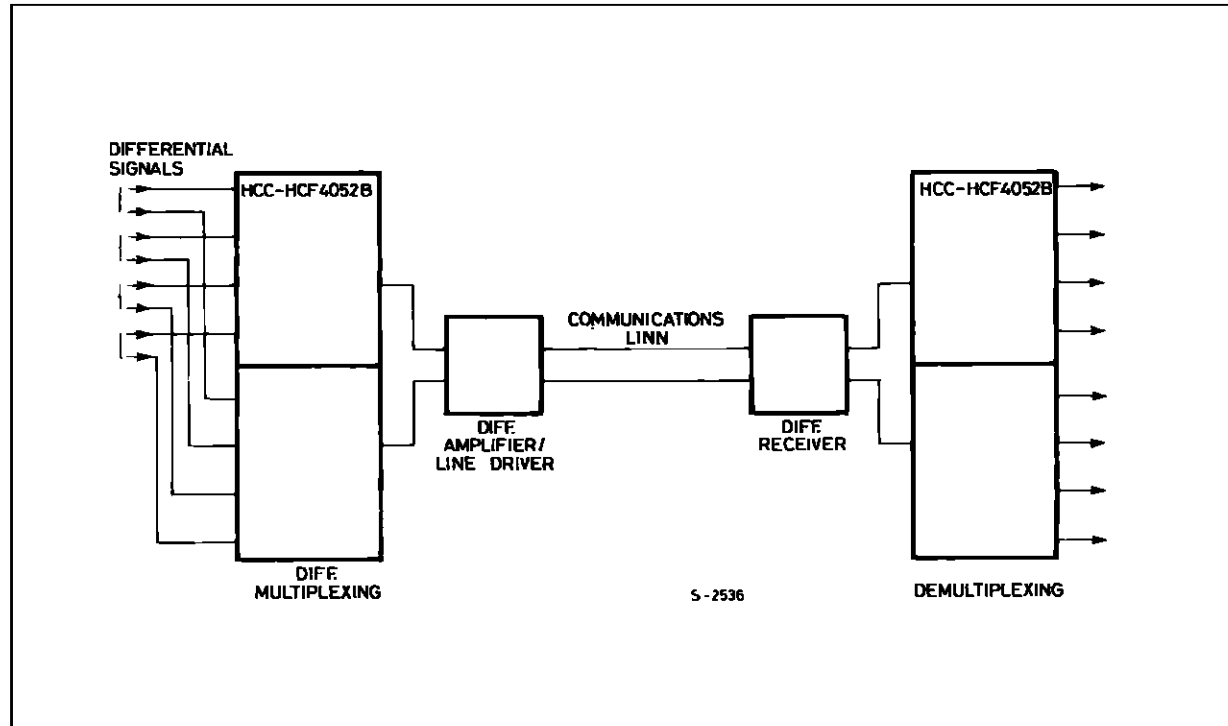 DIFFERENTIAL
SIGNALS
HCC-HCF4052B
HCC-HCF4052B
COMMUNICATIONS
LINN
DIFF.
AMPLIFIER/
LINE DRIVER
DIFF.
RECEIVER
DIFF.
MULTIPLEXING
S-2536
DEMULTIPLEXING